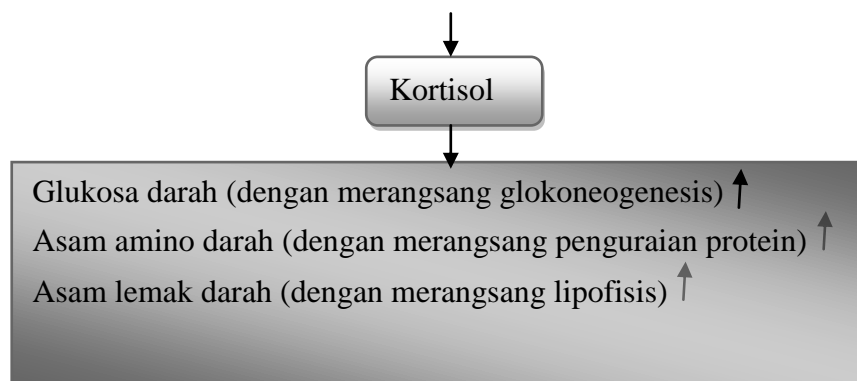 Kortisol
Glukosa darah (dengan merangsang glokoneogenesis)
Asam amino darah (dengan merangsang penguraian protein)
Asam lemak darah (dengan merangsang lipofisis)